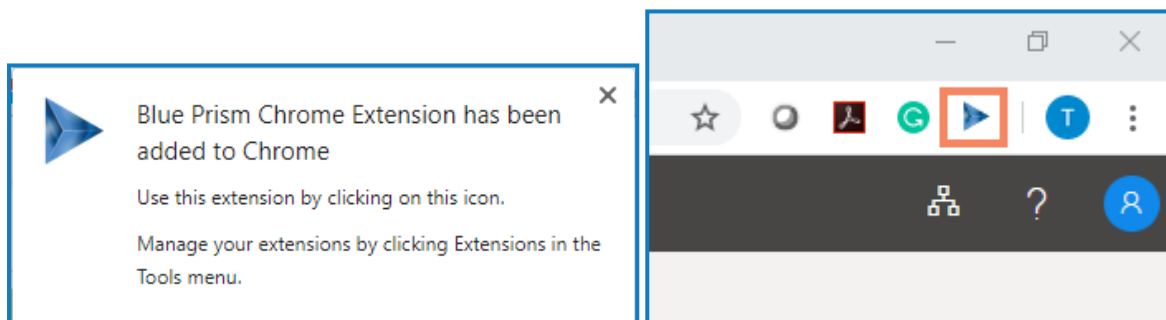 Blue Prism Chrome Extension has been
added to Chrome
Use this extension by clicking on this icon.
Manage your extensions by clicking Extensions in the
Tools menu.
G
T
?